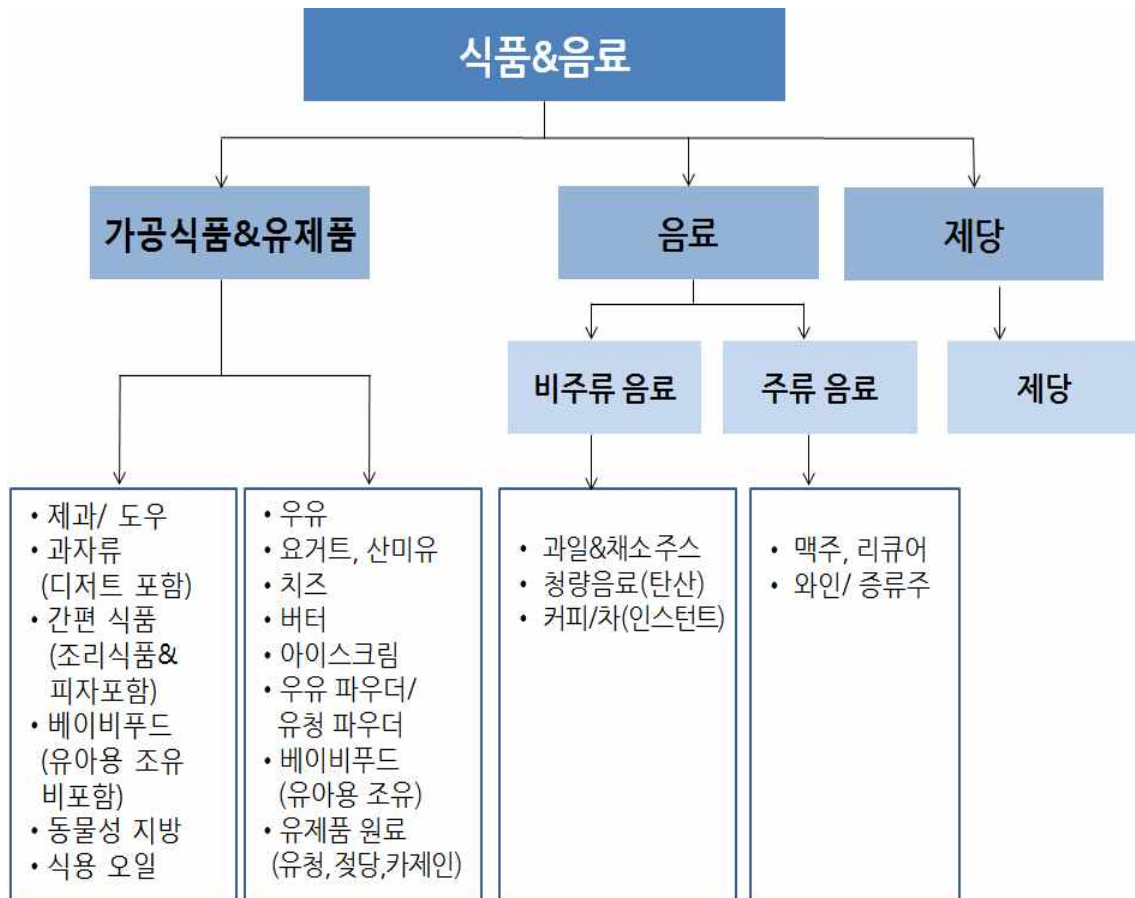 식품&음료
가공식품&유제품
음료
제당
비주류 음료
주류 음료
제당
• 제과/ 도우
• 과자류
(디저트 포함)
• 간편 식품
(조리식품&
피자포함)
• 베이비푸드
(유아용 조유
비포함)
• 동물성 지방
• 식용 오일
• 우유
• 요거트, 산미유
• 치즈
• 버터
• 아이스크림
• 우유 파우더/
유청 파우더
• 베이비푸드
(유아용 조유)
• 유제품 원료
(유청,젖당,카제인)
• 과일&채소 주스
• 청량음료(탄산)
• 커피/차(인스턴트)
• 맥주, 리큐어
• 와인/ 증류주